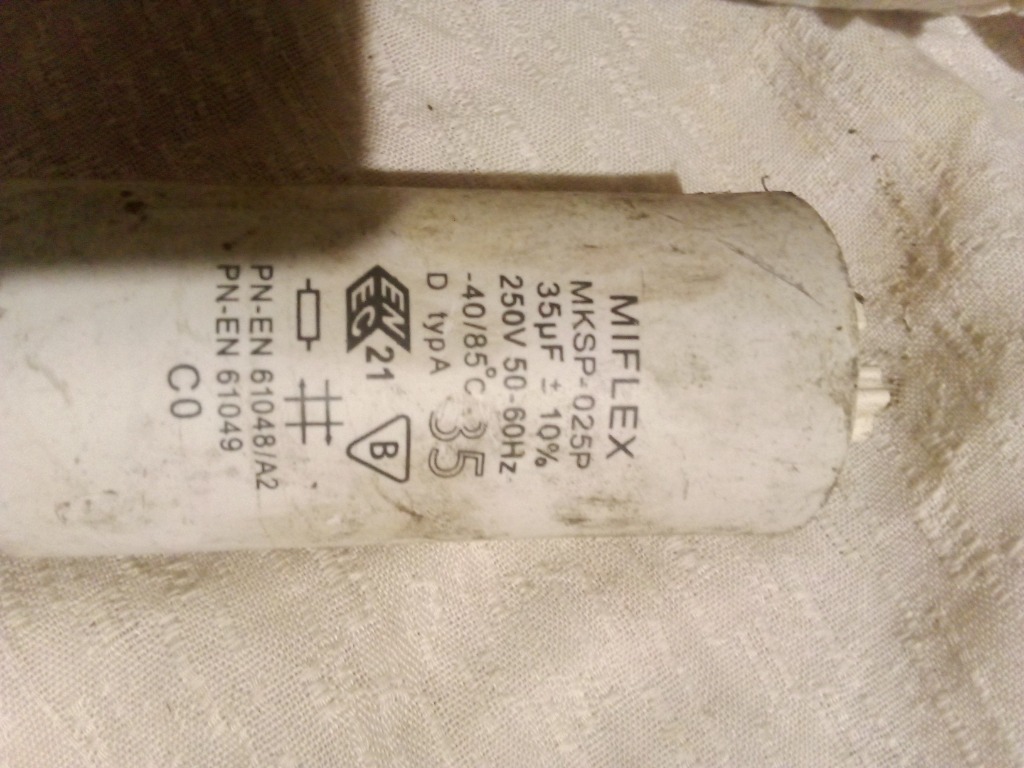 MIFLEX
MKSP-025P
35µF ± 10%
250V 50-60Hz
-40/85°C
35
D typ A
EN
EC
21
B
PN-EN 61048/A2
PN-EN 61049
C0